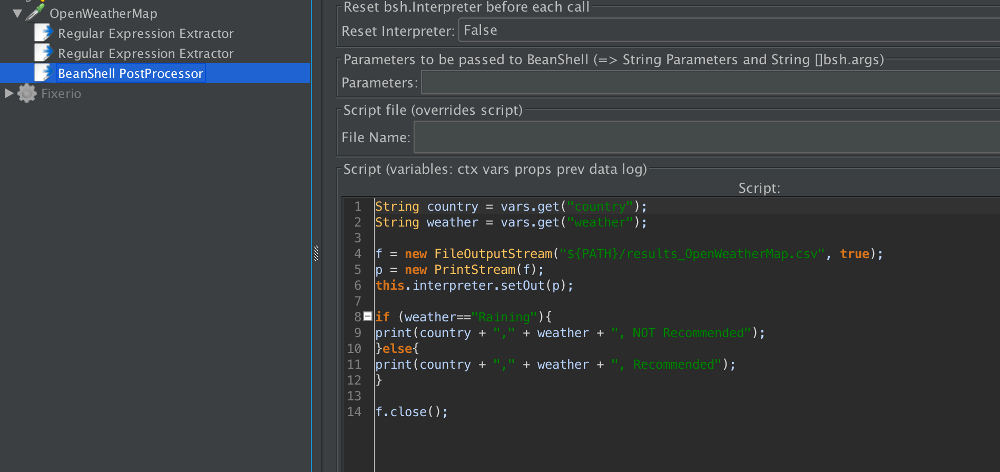 OpenWeatherMap
Regular Expression Extractor
Regular Expression Extractor
BeanShell PostProcessor
Fixerio
Reset bsh.Interpreter before each call
Reset Interpreter: False
Parameters to be passed to BeanShell (=> String Parameters and String []bsh.args)
Parameters:
Script file (overrides script)
File Name:
Script (variables: ctx vars props prev data log)
Script:
1 String country = vars.get("country");
2 String weather = vars.get("weather");
3
4 f = new FileOutputStream("${PATH}/results_OpenWeatherMap.csv", true);
5 p = new PrintStream(f);
6 this.interpreter.setOut(p);
7
8 if (weather=="Raining"){
9 print(country + "," + weather + ", NOT Recommended");
10 }else{
11 print(country + "," + weather + ", Recommended");
12 }
13
14 f.close();